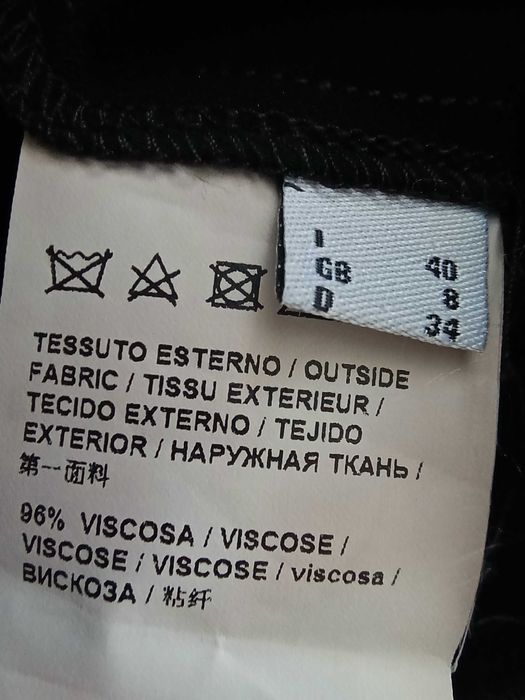 I 40
GB 8
D 34
TESSUTO ESTERNO / OUTSIDE
FABRIC / TISSU EXTERIEUR /
TECIDO EXTERNO / TEJIDO
EXTERIOR / НАРУЖНАЯ ТКАНЬ /
第一面料
96% VISCOSA / VISCOSE /
VISCOSE / VISCOSE / viscosa /
ВИСКОЗА / 粘纤